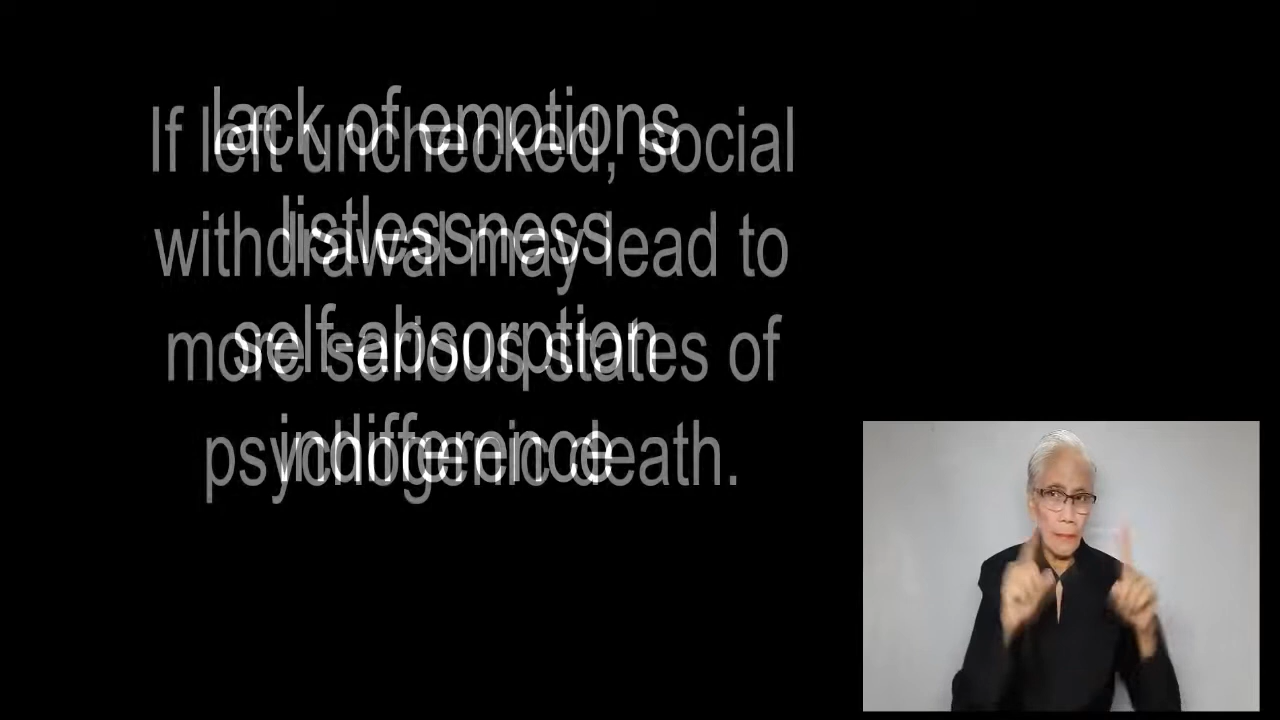 If left unchecked, social
withdrawal may lead to
more serious states of
psychogenic death.
lack of emotions
listlessness
self-absorption
indifference